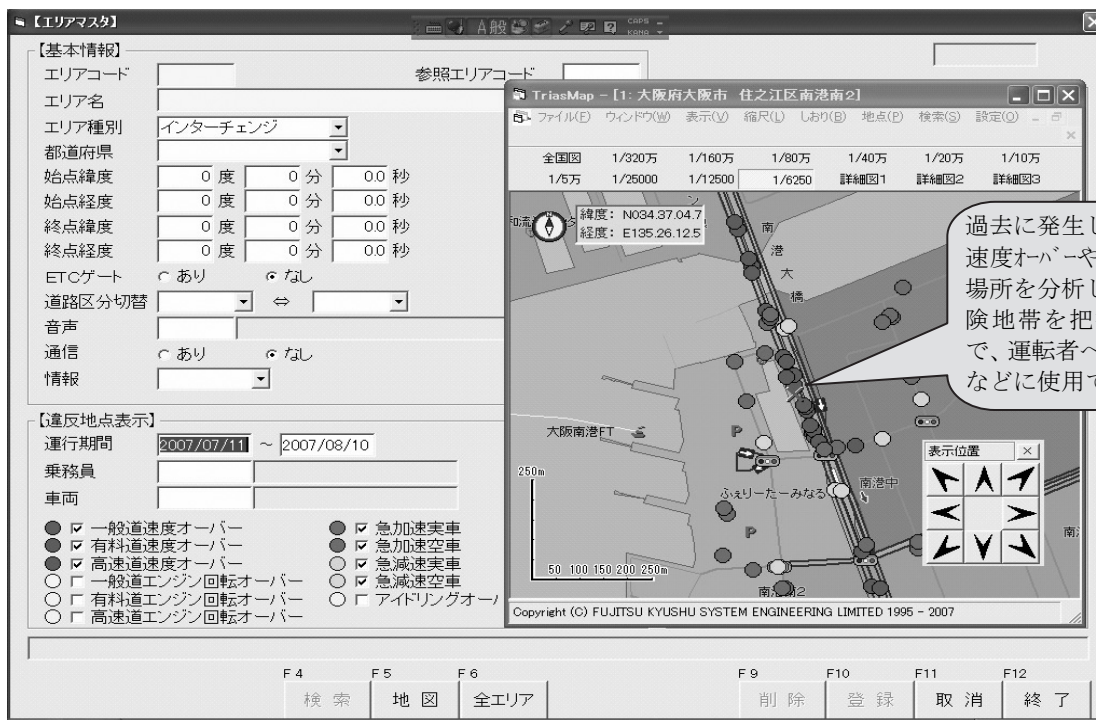 【エリアマスタ】
A般
CAPS
KANA
【基本情報】
エリアコード
参照エリアコード
エリア名
エリア種別 インターチェンジ
都道府県
始点緯度 0 度 0 分 0.0 秒
始点経度 0 度 0 分 0.0 秒
終点緯度 0 度 0 分 0.0 秒
終点経度 0 度 0 分 0.0 秒
ETCゲート あり なし
道路区分切替 ⇔
音声
通信 あり なし
情報
【違反地点表示】
運行期間 2007/07/11 ～ 2007/08/10
乗務員
車両
一般道速度オーバー 急加速実車
有料道速度オーバー 急加速空車
高速道速度オーバー 急減速実車
一般道エンジン回転オーバー 急減速空車
有料道エンジン回転オーバー アイドリングオー
高速道エンジン回転オーバー
TriasMap - [1: 大阪府大阪市 住之江区南港南2]
ファイル(F) ウィンドウ(W) 表示(V) 縮尺(L) しおり(B) 地点(P) 検索(S) 設定(O)
全国図 1/320万 1/160万 1/80万 1/40万 1/20万 1/10万
1/5万 1/25000 1/12500 1/6250 詳細図1 詳細図2 詳細図3
緯度: N034.37.04.7
経度: E135.26.12.5
南港大橋
大阪南港FT
P
250m
ふぇりーたーみなる
南港中
P
50 100 150 200 250m
表示位置
過去に発生し
速度オーバーや
場所を分析し
険地帯を把
で、運転者へ
などに使用で
Copyright (C) FUJITSU KYUSHU SYSTEM ENGINEERING LIMITED 1995 - 2007
F4 F5 F6 F9 F10 F11 F12
検索 地図 全エリア 削除 登録 取消 終了